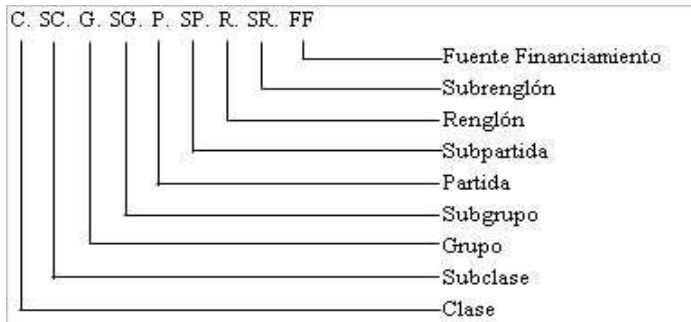 C. SC. G. SG. P. SP. R. SR. FF
Fuente Financiamiento
Subrenglón
Renglón
Subpartida
Partida
Subgrupo
Grupo
Subclase
Clase